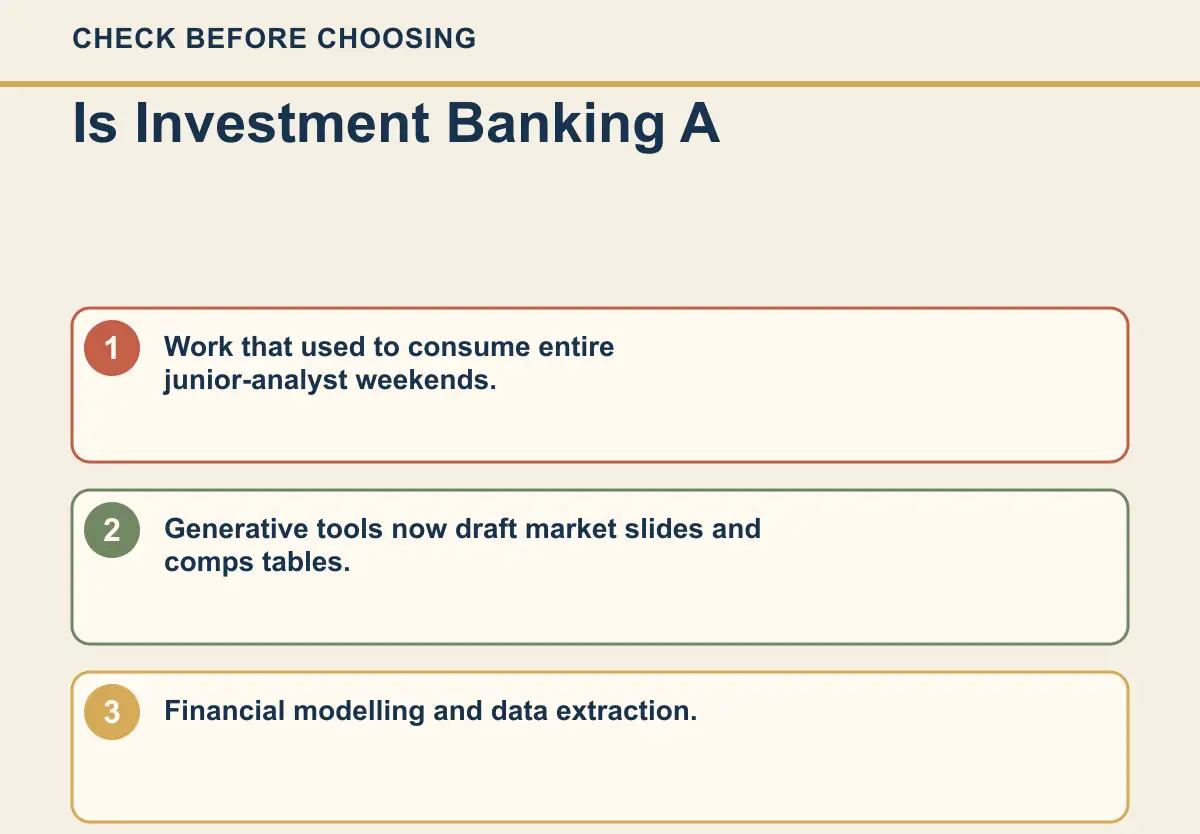 CHECK BEFORE CHOOSING
Is Investment Banking A
1
Work that used to consume entire
junior-analyst weekends.
2
Generative tools now draft market slides and
comps tables.
3
Financial modelling and data extraction.